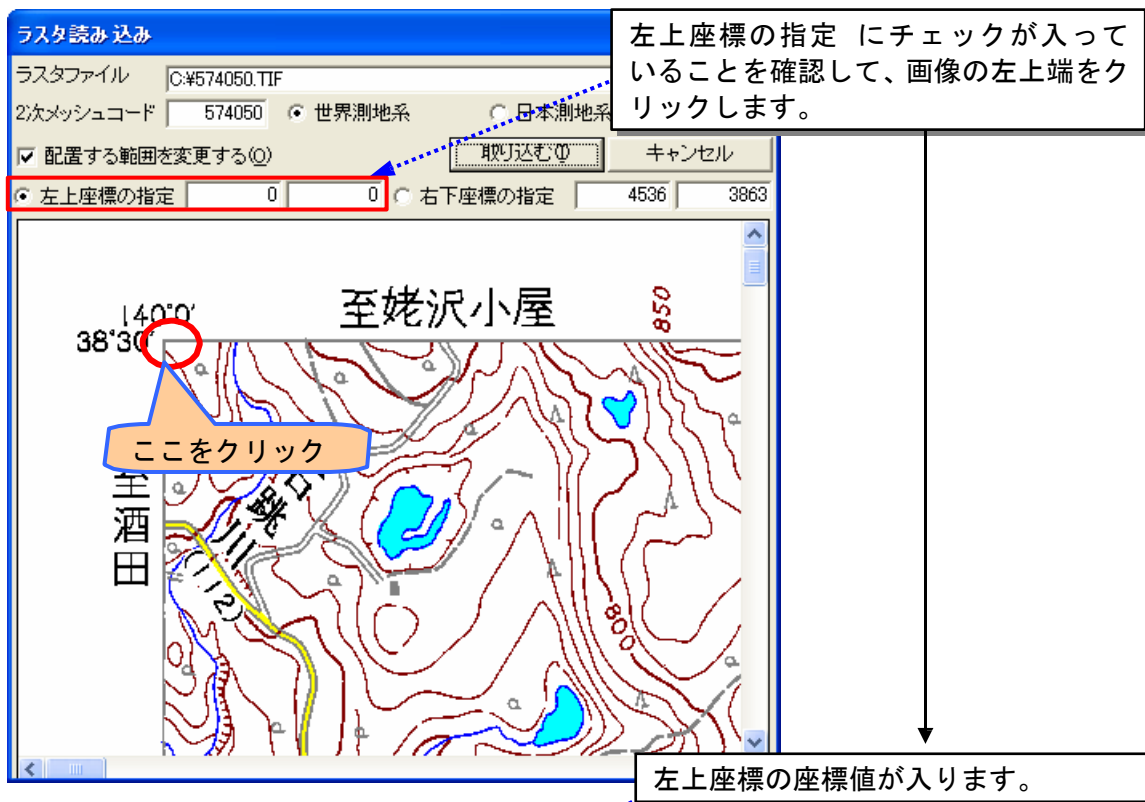 ラスタ読み込み
左上座標の指定 にチェックが入って
いることを確認して、画像の左上端をク
リックします。
ラスタファイル C:¥574050.TIF
2次メッシュコード 574050 世界測地系 日本測地系
配置する範囲を変更する(O) 取り込む(I) キャンセル
左上座標の指定 0 0 右下座標の指定 4536 3863
至姥沢小屋
850
140°0′
38°30′
ここをクリック
至酒田
跳川
(112)
800
左上座標の座標値が入ります。